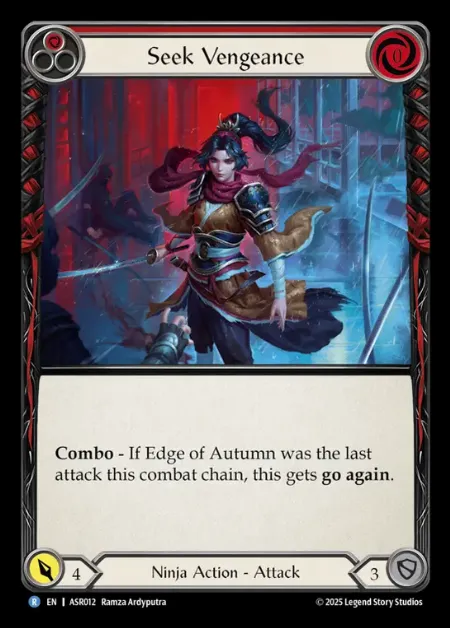 Seek Vengeance
0
Combo - If Edge of Autumn was the last
attack this combat chain, this gets go again.
4
Ninja Action - Attack
3
R EN | ASR012 Ramza Ardyputra
© 2025 Legend Story Studios